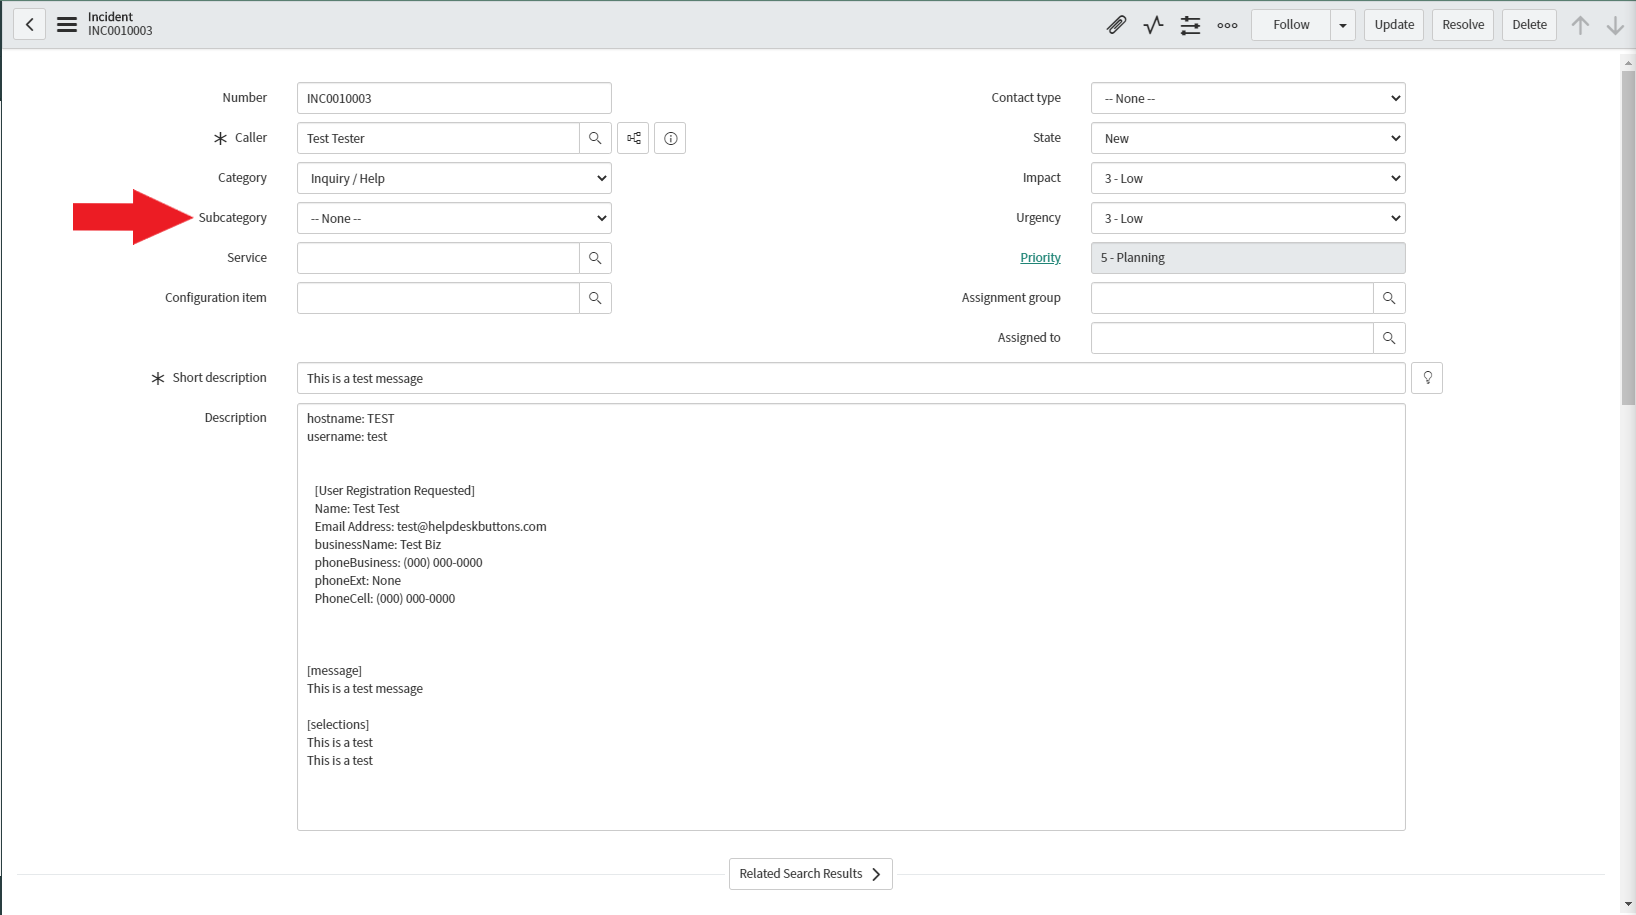 Incident
INC0010003
Follow
Update
Resolve
Delete
Number
INC0010003
Caller
Test Tester
Category
Inquiry / Help
Subcategory
-- None --
Service
Configuration item
Contact type
-- None --
State
New
Impact
3 - Low
Urgency
3 - Low
Priority
5 - Planning
Assignment group
Assigned to
Short description
This is a test message
Description
hostname: TEST
username: test
[User Registration Requested]
Name: Test Test
Email Address: test@helpdeskbuttons.com
businessName: Test Biz
phoneBusiness: (000) 000-0000
phoneExt: None
PhoneCell: (000) 000-0000
[message]
This is a test message
[selections]
This is a test
This is a test
Related Search Results